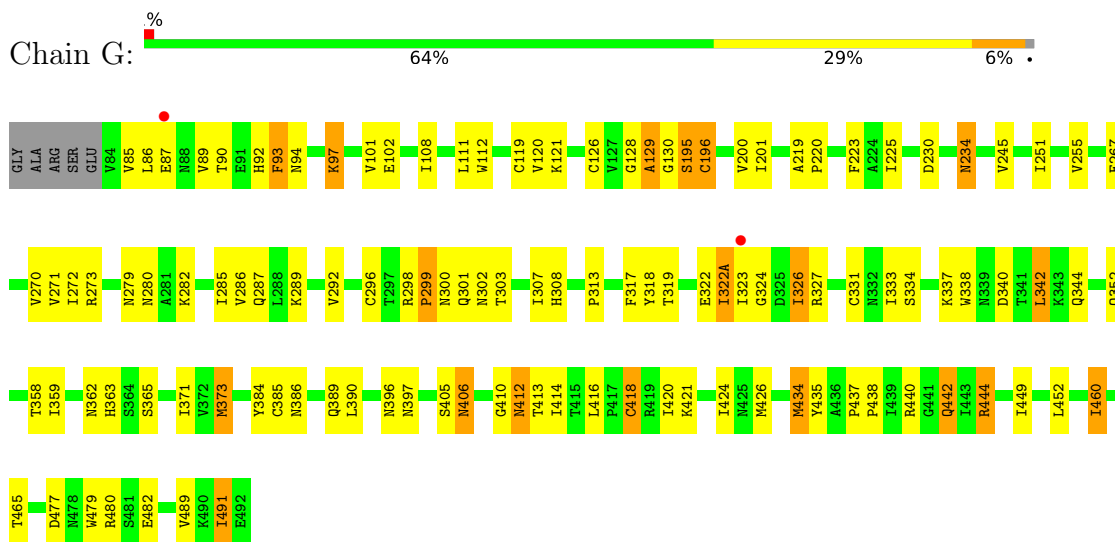 %
Chain G:
64% 29% 6% •
GLY ALA ARG SER GLU V84 V85 L86 E87 N88 V89 T90 E91 H92 F93 N94 K97 V101 E102 I108 L111 W112 C119 V120 K121 C126 V127 G128 A129 G130 S195 C196 V200 I201 A219 P220 F223 A224 I225 D230 N234 V245 I251 V255 E267
V270 V271 I272 R273 N279 N280 A281 K282 I285 V286 Q287 L288 K289 V292 C296 T297 R298 P299 N300 Q301 N302 T303 I307 H308 P313 F317 Y318 T319 E322 I322A I323 G324 D325 I326 R327 C331 N332 I333 S334 K337 W338 N339 D340 T341 L342 K343 Q344
T358 I359 N362 H363 S364 S365 I371 V372 M373 Y384 C385 N386 Q389 L390 N396 N397 S405 N406 G410 N412 T413 I414 T415 L416 P417 C418 R419 I420 K421 I424 N425 M426 M434 Y435 A436 P437 P438 I439 R440 G441 Q442 I443 R444 I449 L452 I460
T465 D477 N478 W479 R480 S481 E482 V489 K490 I491 E492